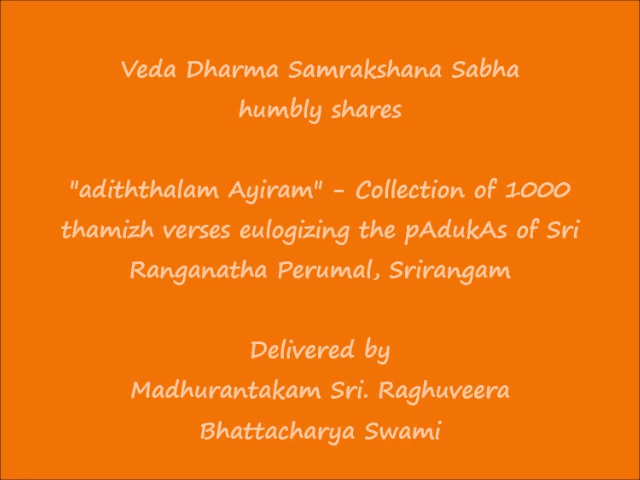 Veda Dharma Samrakshana Sabha
humbly shares
"adiththalam Ayiram" - Collection of 1000
thamizh verses eulogizing the pAdukAs of Sri
Ranganatha Perumal, Srirangam
Delivered by
Madhurantakam Sri. Raghuveera
Bhattacharya Swami